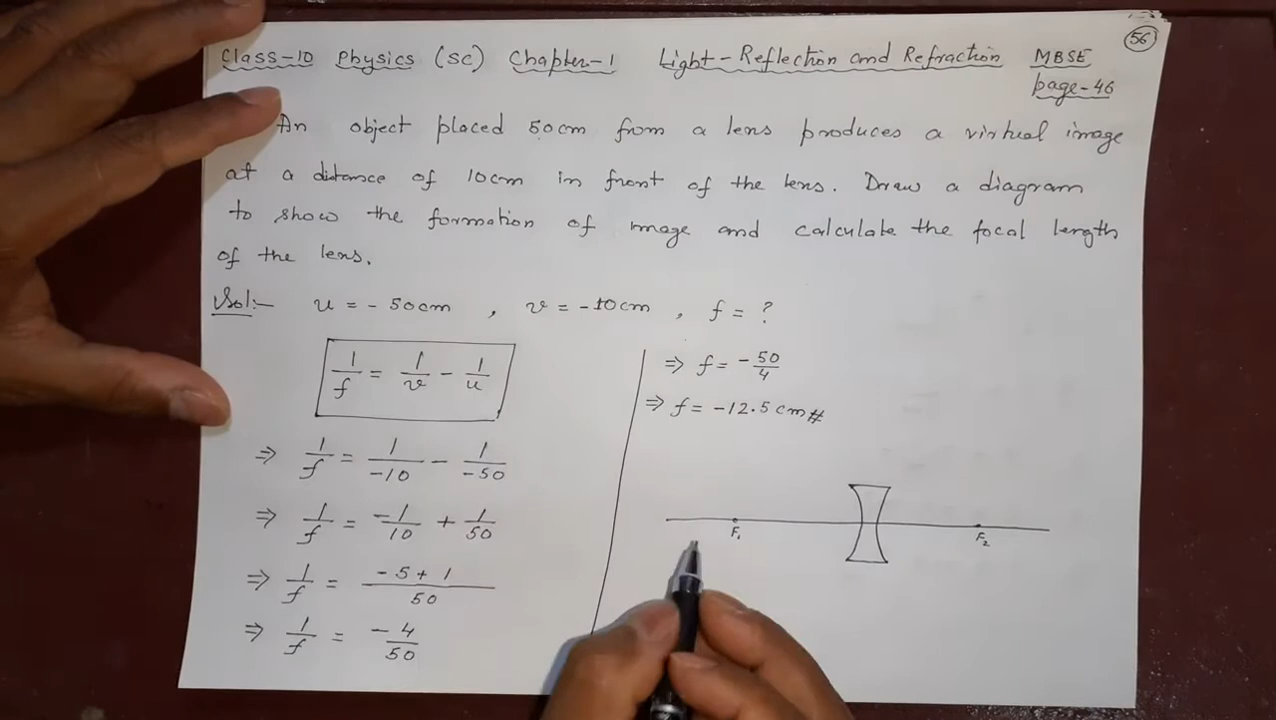 56
Class-10 Physics (SC) Chapter-1 Light-Reflection and Refraction MBSE
page-46
An object placed 50cm from a lens produces a virtual image
at a distance of 10cm in front of the lens. Draw a diagram
to show the formation of image and calculate the focal length
of the lens.
Sol:- u = - 50cm , v = -10cm , f = ?
1/f = 1/v - 1/u
⇒ 1/f = 1/-10 - 1/-50
⇒ 1/f = -1/10 + 1/50
⇒ 1/f = -5+1/50
⇒ 1/f = -4/50
⇒ f = -50/4
⇒ f = -12.5cm#
F₁ F₂